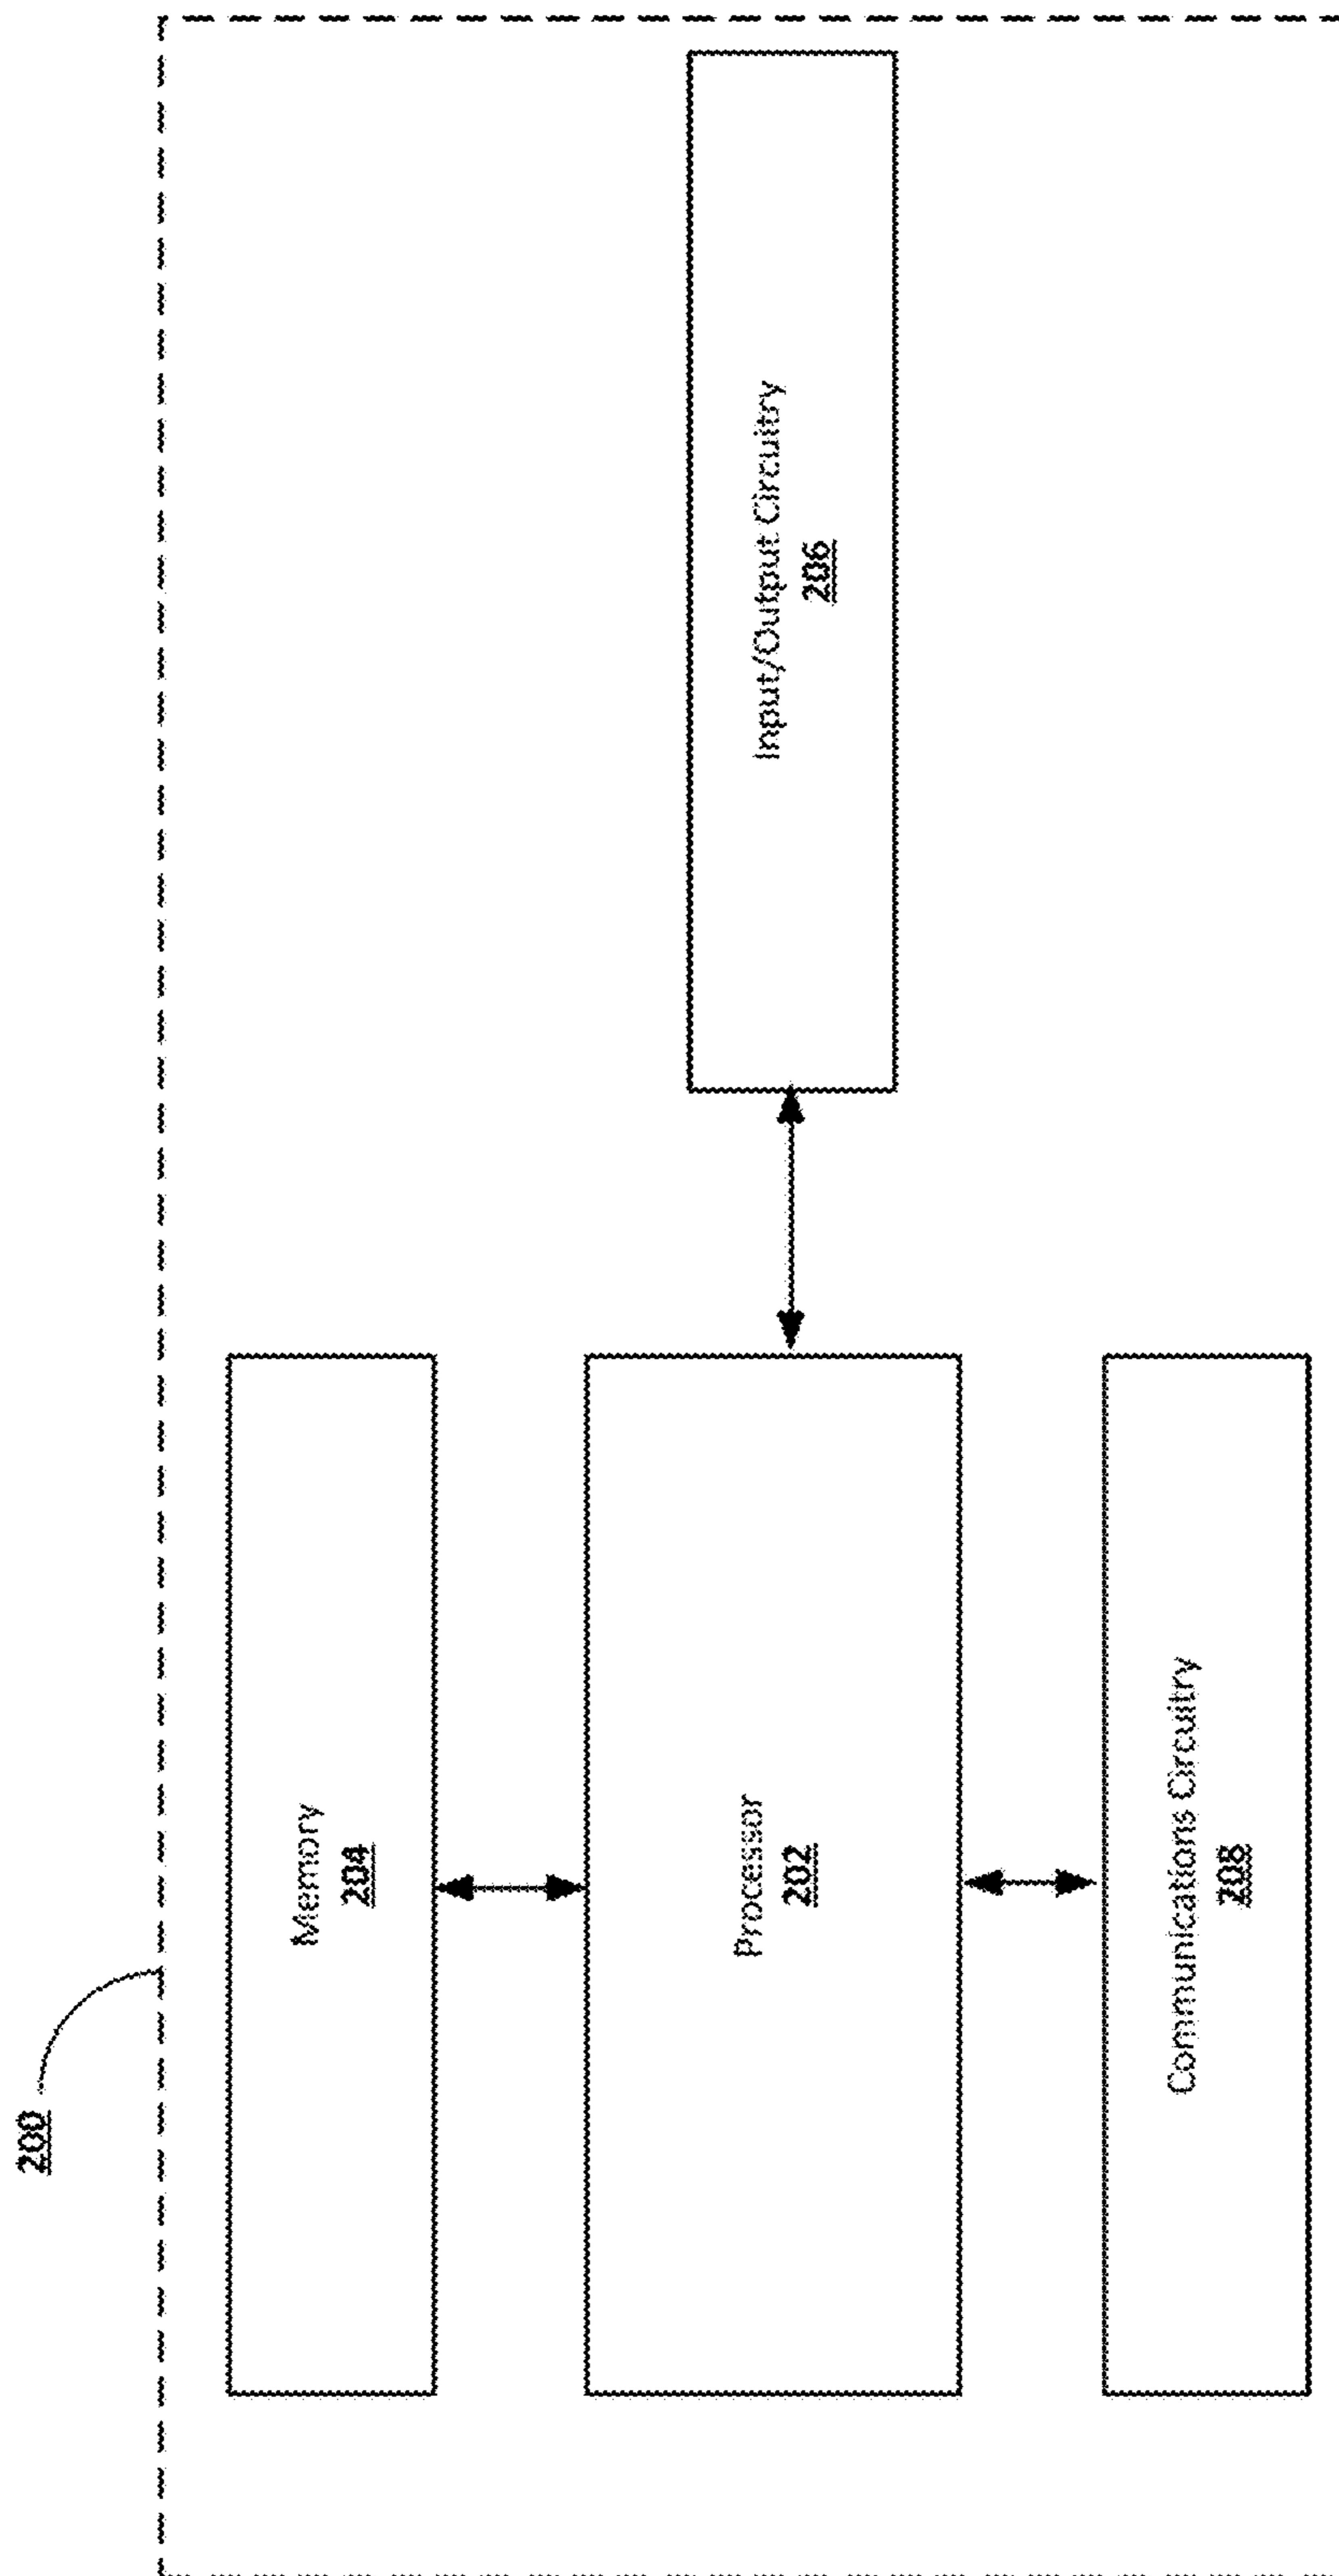 200
Memory
204
Processor
202
Input/Output Circuitry
206
Communications Circuitry
208